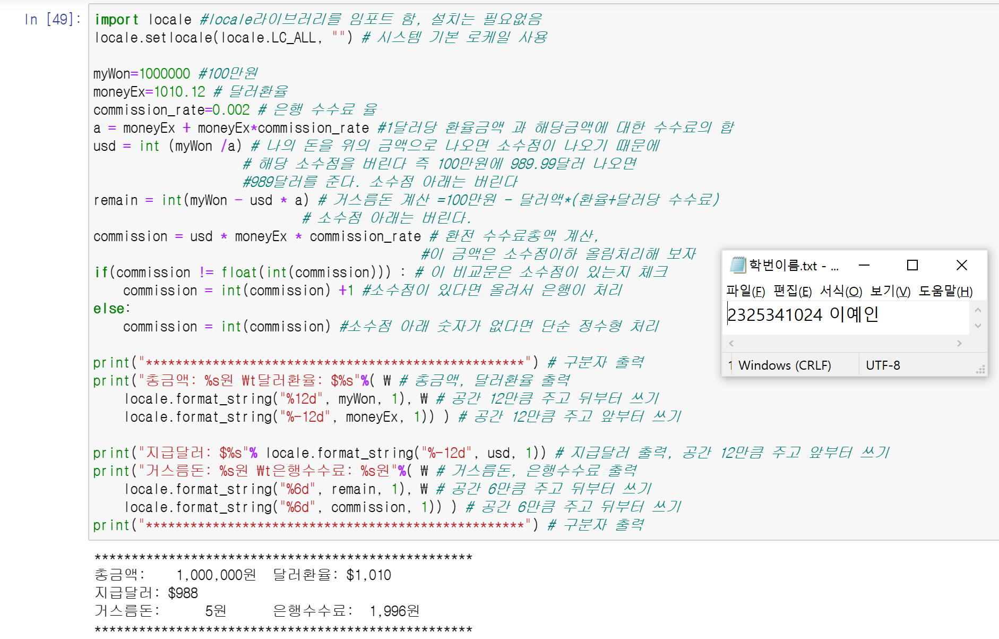 In [49]:
import locale #locale라이브러리를 임포트 함, 설치는 필요없음
locale.setlocale(locale.LC_ALL, "") # 시스템 기본 로케일 사용
myWon=1000000 #100만원
moneyEx=1010.12 # 달러환율
commission_rate=0.002 # 은행 수수료 율
a = moneyEx + moneyEx*commission_rate #1달러당 환율금액 과 해당금액에 대한 수수료의 합
usd = int (myWon /a) # 나의 돈을 위의 금액으로 나오면 소수점이 나오기 때문에
# 해당 소수점을 버린다 즉 100만원에 989.99달러 나오면
#989달러를 준다. 소수점 아래는 버린다
remain = int(myWon - usd * a) # 거스름돈 계산 =100만원 - 달러액*(환율+달러당 수수료)
# 소수점 아래는 버린다.
commission = usd * moneyEx * commission_rate # 환전 수수료총액 계산,
#이 금액은 소수점이하 올림처리해 보자
if(commission != float(int(commission))) : # 이 비교문은 소수점이 있는지 체크
commission = int(commission) +1 #소수점이 있다면 올려서 은행이 처리
else:
commission = int(commission) #소수점 아래 숫자가 없다면 단순 정수형 처리
print("***************************************************") # 구분자 출력
print("총금액: %s원 ₩t달러환율: $%s"%( ₩ # 총금액, 달러환율 출력
locale.format_string("%12d", myWon, 1), ₩ # 공간 12만큼 주고 뒤부터 쓰기
locale.format_string("%-12d", moneyEx, 1)) ) # 공간 12만큼 주고 앞부터 쓰기
print("지급달러: $%s"% locale.format_string("%-12d", usd, 1)) # 지급달러 출력, 공간 12만큼 주고 앞부터 쓰기
print("거스름돈: %s원 ₩t은행수수료: %s원"%( ₩ # 거스름돈, 은행수수료 출력
locale.format_string("%6d", remain, 1), ₩ # 공간 6만큼 주고 뒤부터 쓰기
locale.format_string("%6d", commission, 1)) ) # 공간 6만큼 주고 뒤부터 쓰기
print("***************************************************") # 구분자 출력
***************************************************
총금액: 1,000,000원 달러환율: $1,010
지급달러: $988
거스름돈: 5원 은행수수료: 1,996원
***************************************************
학번이름.txt - ...
파일(F) 편집(E) 서식(O) 보기(V) 도움말(H)
2325341024 이예인
1 Windows (CRLF) UTF-8